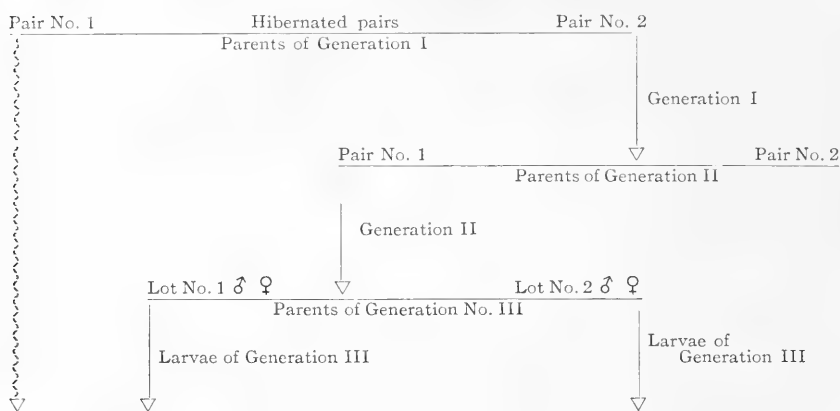 Pair No. 1 Hibernated pairs Pair No. 2
Parents of Generation I
Generation I
Pair No. 1 Pair No. 2
Parents of Generation II
Generation II
Lot No. 1 ♂ ♀ Lot No. 2 ♂ ♀
Parents of Generation No. III
Larvae of Generation III
Larvae of
Generation III